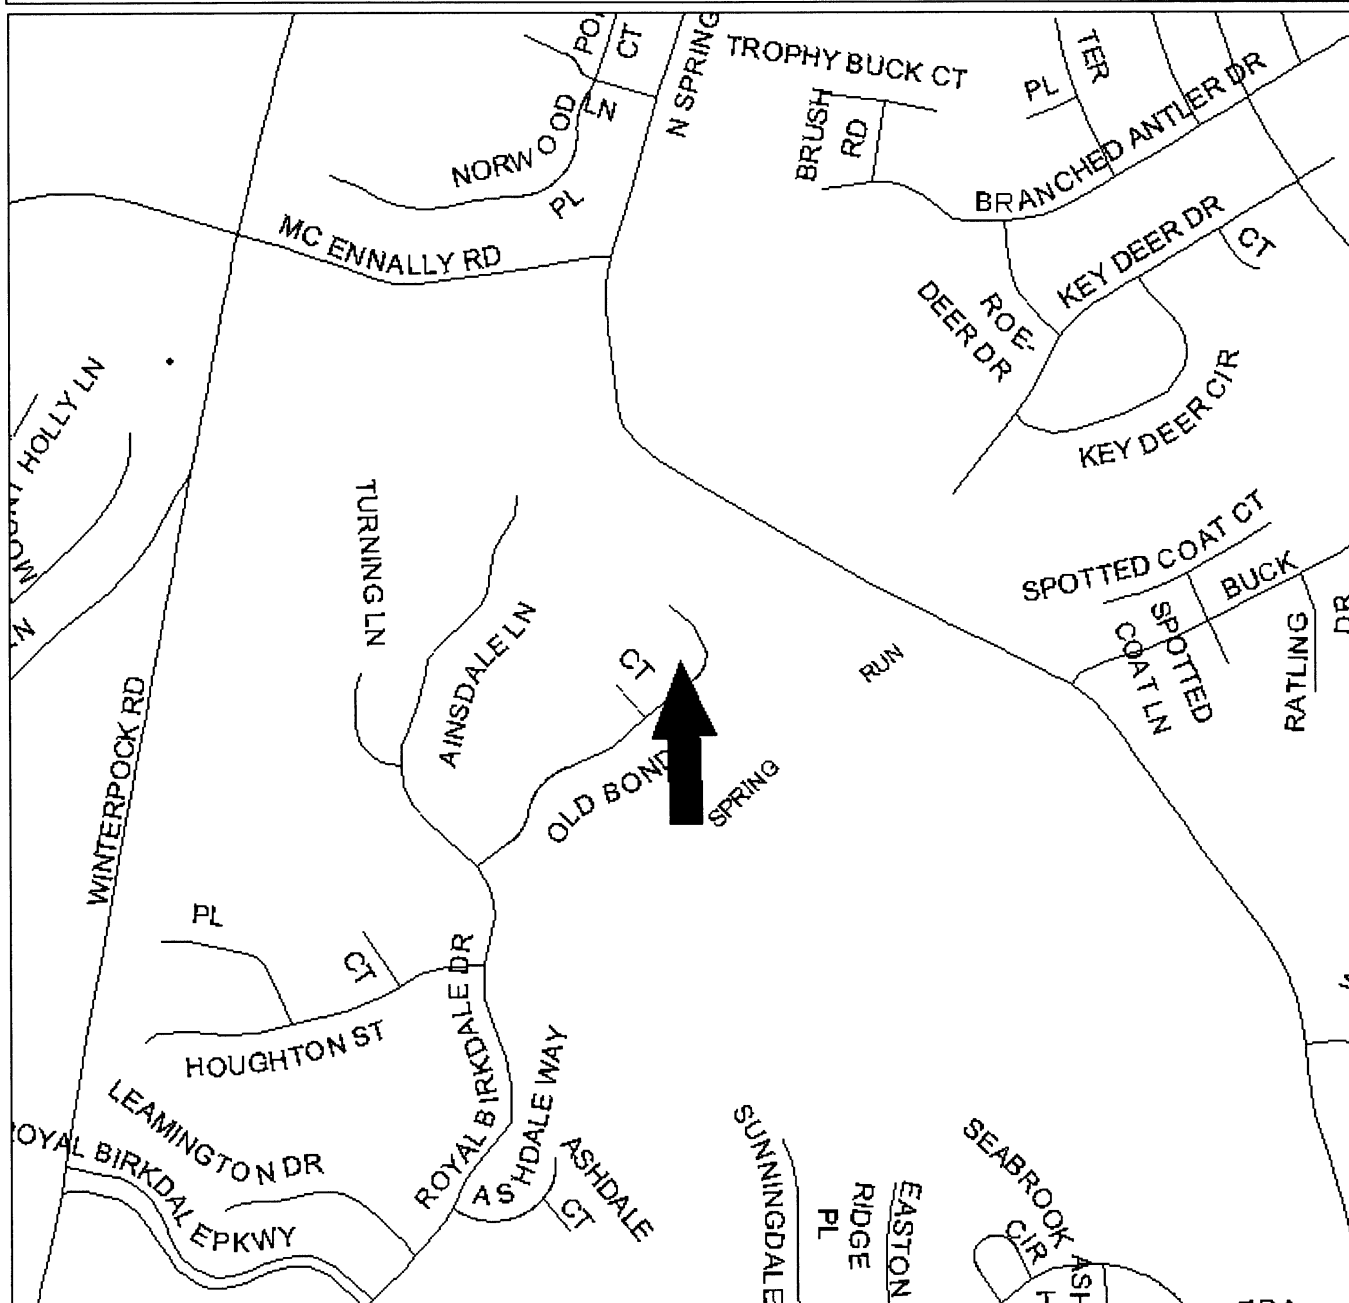 CT
N SPRING
TROPHY BUCK CT
TER
PL
BRANCHED ANTLER DR
BRUSH
RD
LN
NORWOOD
PL
MC ENNALLY RD
KEY DEER DR
CT
ROE
DEER DR
KEY DEER CIR
HOLLY LN
TURNING LN
AINSDALE LN
SPOTTED COAT CT
BUCK
SPOTTED
COAT LN
RATLING
DR
CT
RUN
WINTERPOCK RD
OLD BOND
SPRING
PL
CT
HOUGHTON ST
ROYAL BIRKDALE DR
LEAMINGTON DR
ROYAL BIRKDALE PKWY
ASHDALE WAY
ASHDALE
CT
SUNNINGDALE
RIDGE
PL
EASTON
SEABROOK
CIR
ASH